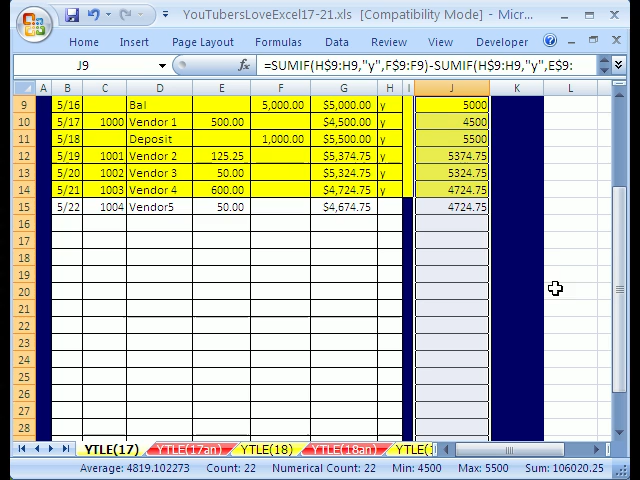 YouTubersLoveExcel17-21.xls [Compatibility Mode] - Micr...
Home Insert Page Layout Formulas Data Review View Developer
J9 fx =SUMIF(H$9:H9,"y",F$9:F9)-SUMIF(H$9:H9,"y",E$9:
A B C D E F G H I J K L
9 5/16 Bal 5,000.00 $5,000.00 y 5000
10 5/17 1000 Vendor 1 500.00 $4,500.00 y 4500
11 5/18 Deposit 1,000.00 $5,500.00 y 5500
12 5/19 1001 Vendor 2 125.25 $5,374.75 y 5374.75
13 5/20 1002 Vendor 3 50.00 $5,324.75 y 5324.75
14 5/21 1003 Vendor 4 600.00 $4,724.75 y 4724.75
15 5/22 1004 Vendor5 50.00 $4,674.75 4724.75
16
17
18
19
20
21
22
23
24
25
26
27
28
YTLE(17) YTLE(17an) YTLE(18) YTLE(18an) YTLE(1
Average: 4819.102273 Count: 22 Numerical Count: 22 Min: 4500 Max: 5500 Sum: 106020.25